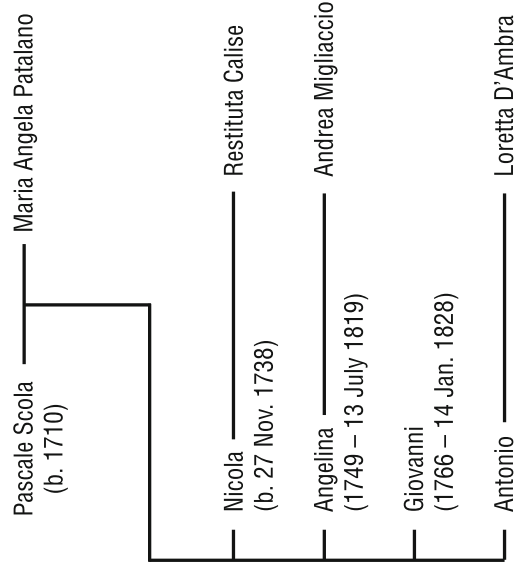 Pascale Scola
(b. 1710)
Maria Angela Patalano
Nicola
(b. 27 Nov. 1738)
Restituta Calise
Angelina
(1749 – 13 July 1819)
Andrea Migliaccio
Giovanni
(1766 – 14 Jan. 1828)
Antonio
Loretta D'Ambra